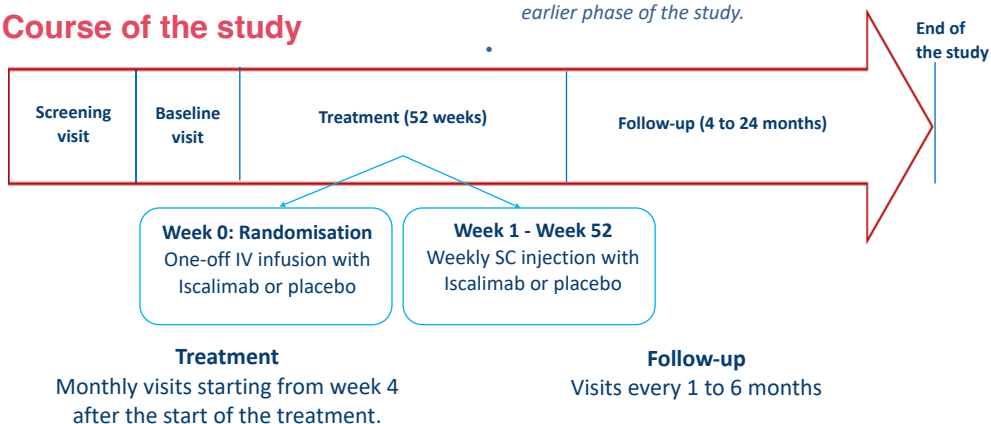 earlier phase of the study.
•
Course of the study
End of
the study
Screening
visit
Baseline
visit
Treatment (52 weeks)
Follow-up (4 to 24 months)
Week 0: Randomisation
One-off IV infusion with
Iscalimab or placebo
Week 1 - Week 52
Weekly SC injection with
Iscalimab or placebo
Treatment
Monthly visits starting from week 4
after the start of the treatment.
Follow-up
Visits every 1 to 6 months